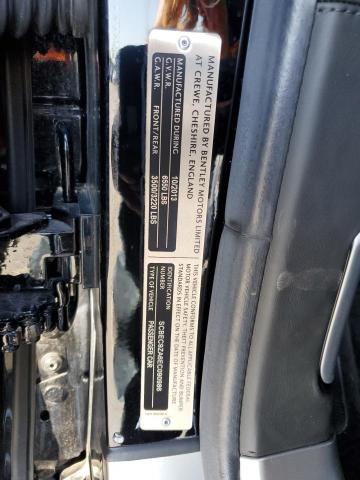 MANUFACTURED BY BENTLEY MOTORS LIMITED
AT CREWE, CHESHIRE, ENGLAND
MANUFACTURED DURING 10/2013
G.V.W.R. 6550 LBS
G.A.W.R. FRONT/REAR 3500/3220 LBS
THIS VEHICLE CONFORMS TO ALL APPLICABLE FEDERAL
MOTOR VEHICLE SAFETY, THEFT PREVENTION AND BUMPER
STANDARDS IN EFFECT ON THE DATE OF MANUFACTURE
IDENTIFICATION
NUMBER SCBEC9ZA6EC090986
TYPE OF VEHICLE PASSENGER CAR